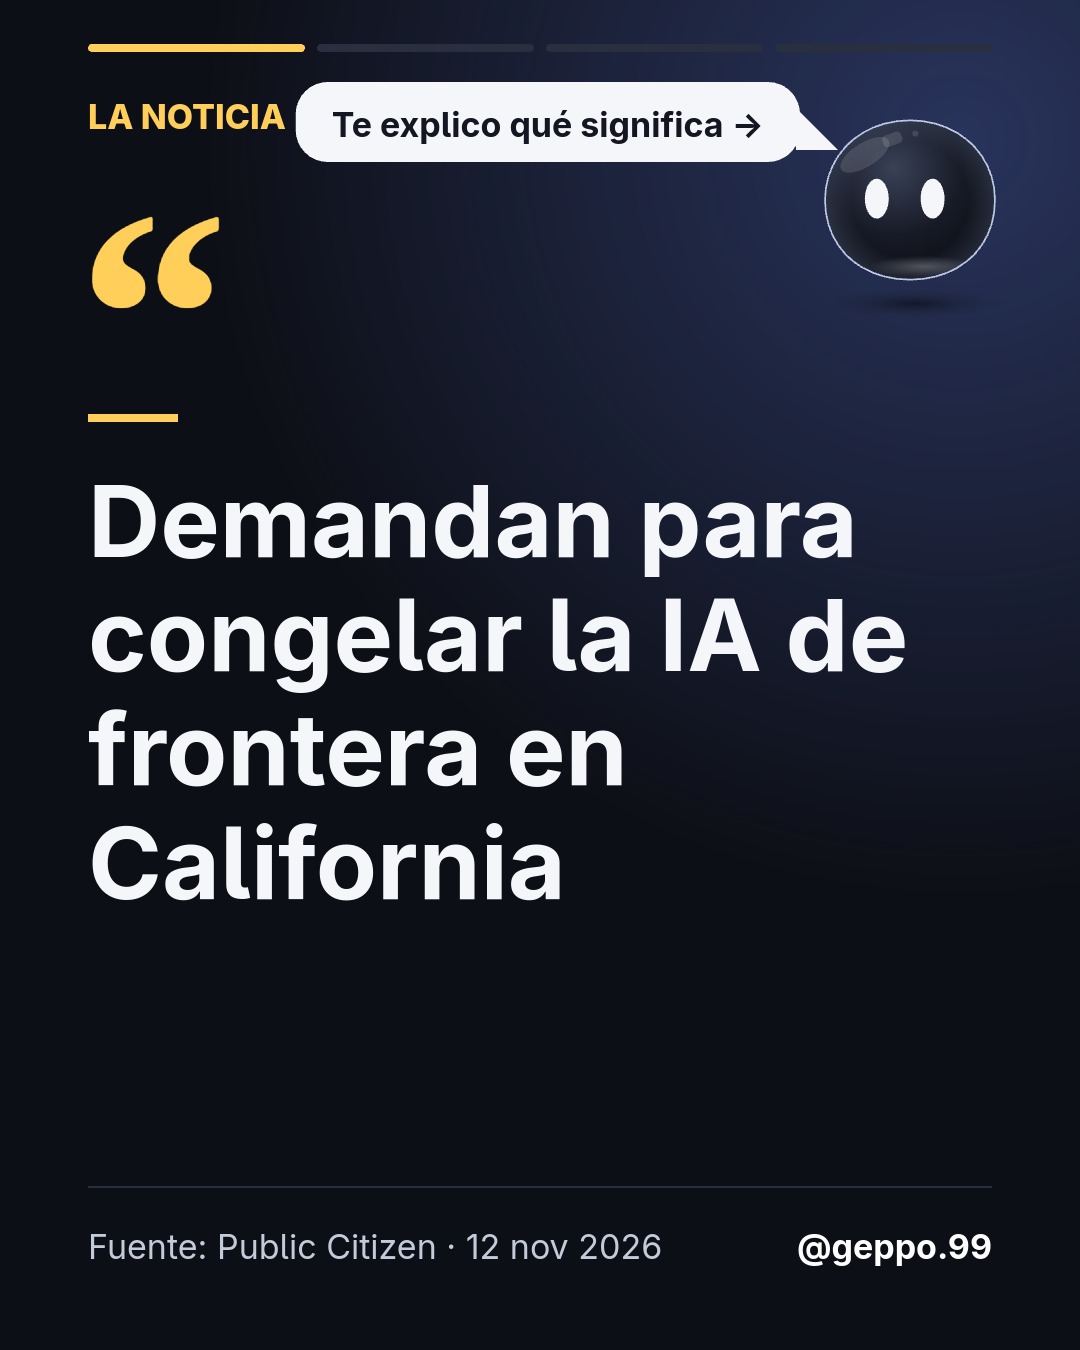 LA NOTICIA
Te explico qué significa →
“
Demandan para
congelar la IA de
frontera en
California
Fuente: Public Citizen · 12 nov 2026
@geppo.99